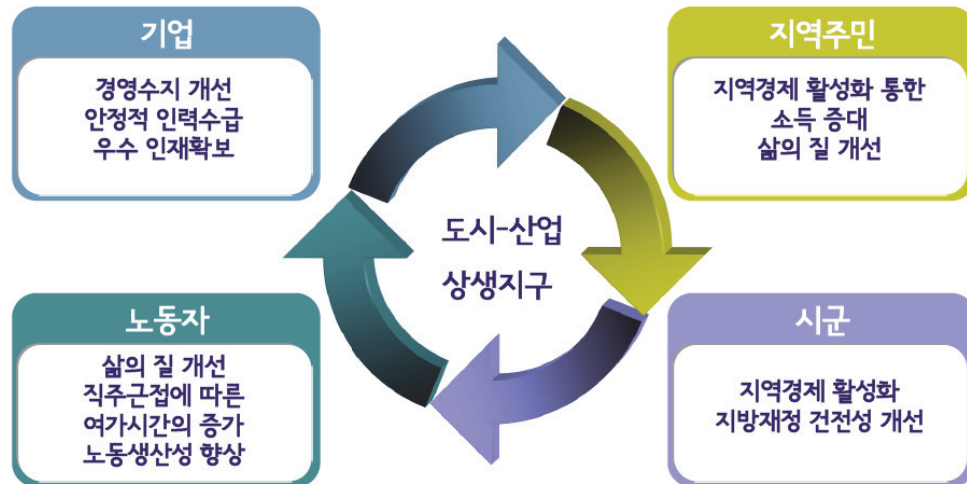 기업
경영수지 개선
안정적 인력수급
우수 인재확보
지역주민
지역경제 활성화 통한
소득 증대
삶의 질 개선
도시-산업
상생지구
노동자
삶의 질 개선
직주근접에 따른
여가시간의 증가
노동생산성 향상
시군
지역경제 활성화
지방재정 건전성 개선